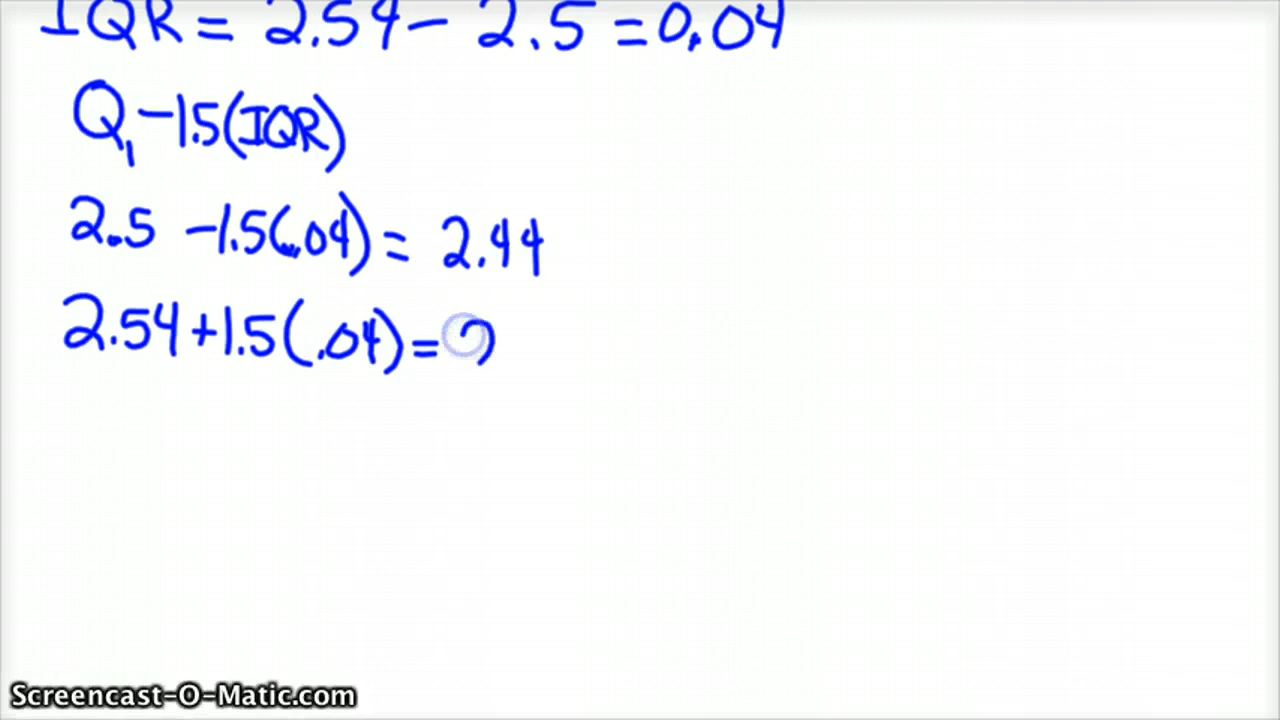 IQR = 2.54 - 2.5 = 0.04
Q1 - 1.5(IQR)
2.5 - 1.5(.04) = 2.44
2.54 + 1.5(.04) = 2
Screencast-O-Matic.com